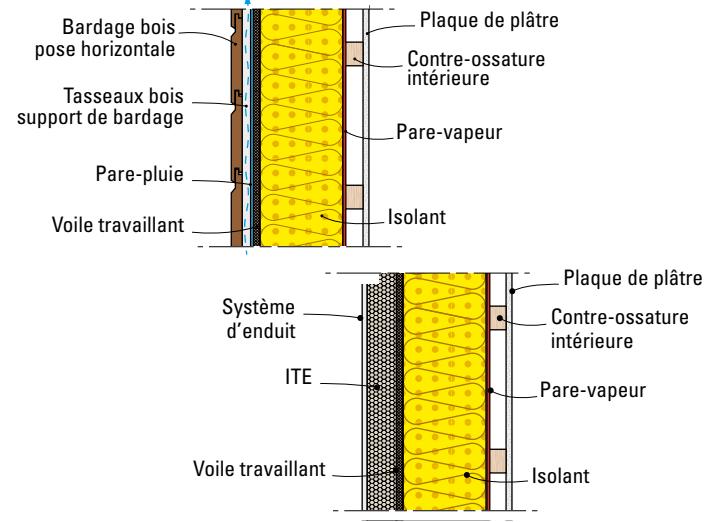 Bardage bois
pose horizontale
Tasseaux bois
support de bardage
Pare-pluie
Voile travaillant
Plaque de plâtre
Contre-ossature
intérieure
Pare-vapeur
Isolant
Système
d'enduit
ITE
Voile travaillant
Plaque de plâtre
Contre-ossature
intérieure
Pare-vapeur
Isolant